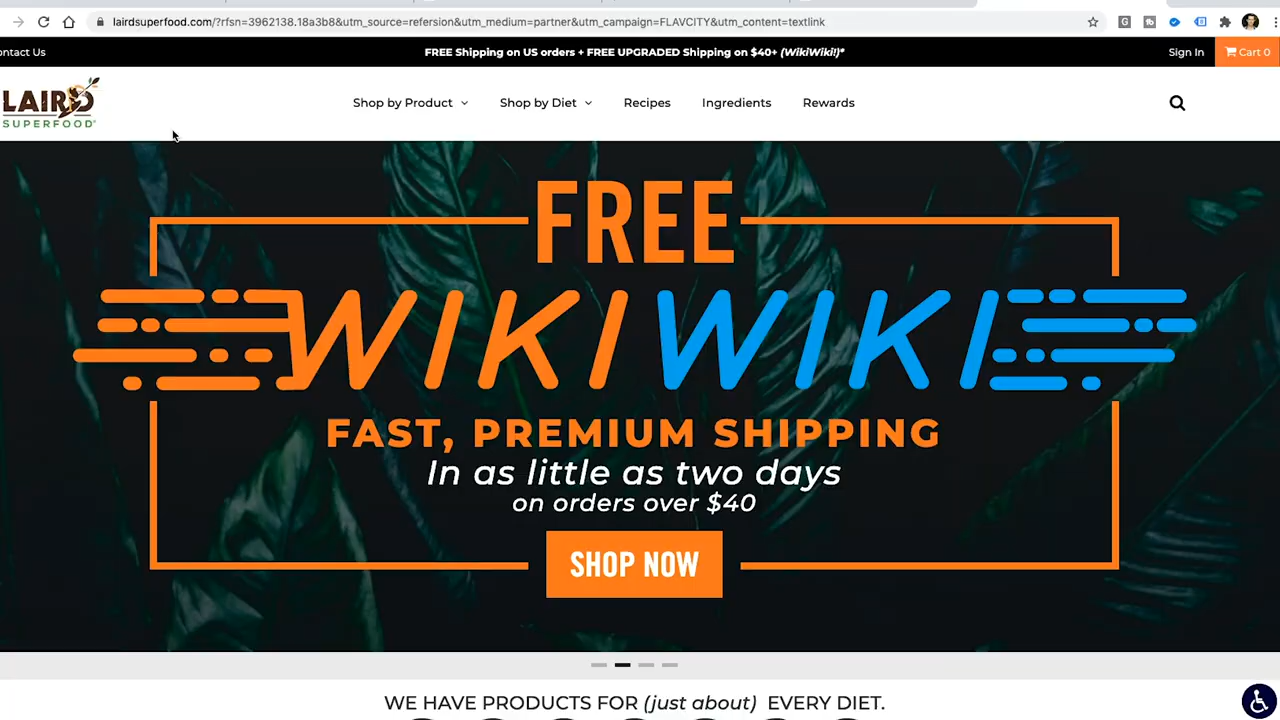 lairdsuperfood.com/?rfsn=3962138.18a3b8&utm_source=refersion&utm_medium=partner&utm_campaign=FLAVCITY&utm_content=textlink
ontact Us
FREE Shipping on US orders + FREE UPGRADED Shipping on $40+ (WikiWiki!)*
Sign In
Cart 0
LAIRD
SUPERFOOD®
Shop by Product
Shop by Diet
Recipes
Ingredients
Rewards
FREE
WIKIWIKI
FAST, PREMIUM SHIPPING
In as little as two days
on orders over $40
SHOP NOW
WE HAVE PRODUCTS FOR (just about) EVERY DIET.